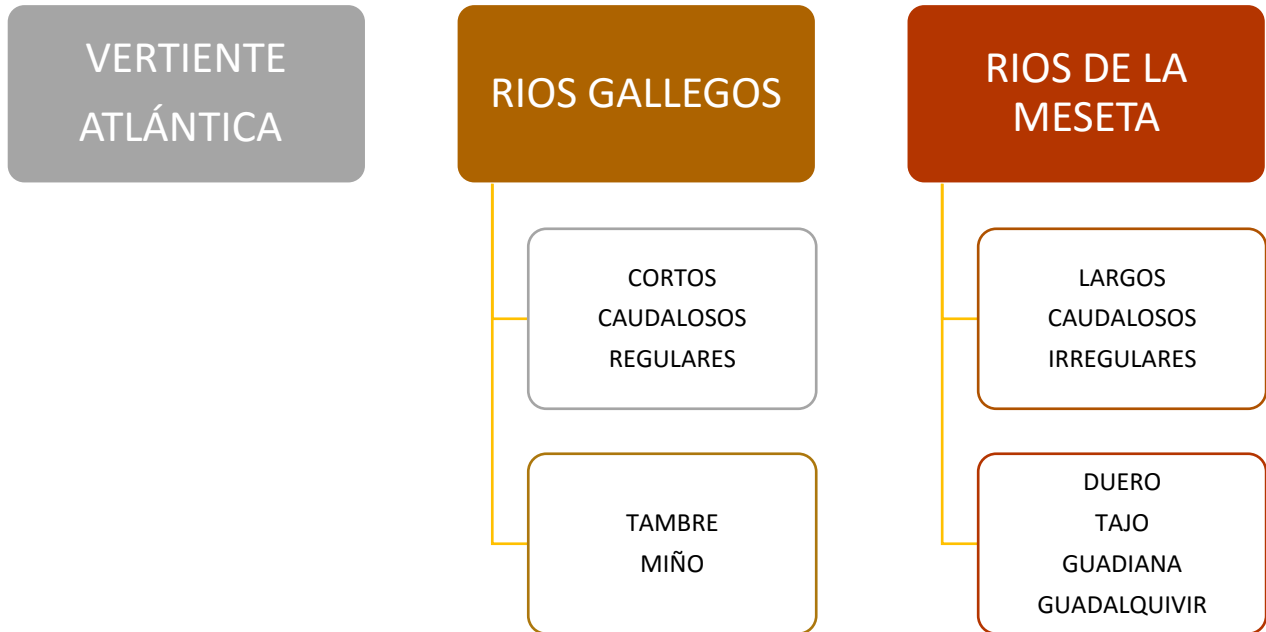 VERTIENTE
ATLÁNTICA
RIOS GALLEGOS
CORTOS
CAUDALOSOS
REGULARES
TAMBRE
MIÑO
RIOS DE LA
MESETA
LARGOS
CAUDALOSOS
IRREGULARES
DUERO
TAJO
GUADIANA
GUADALQUIVIR